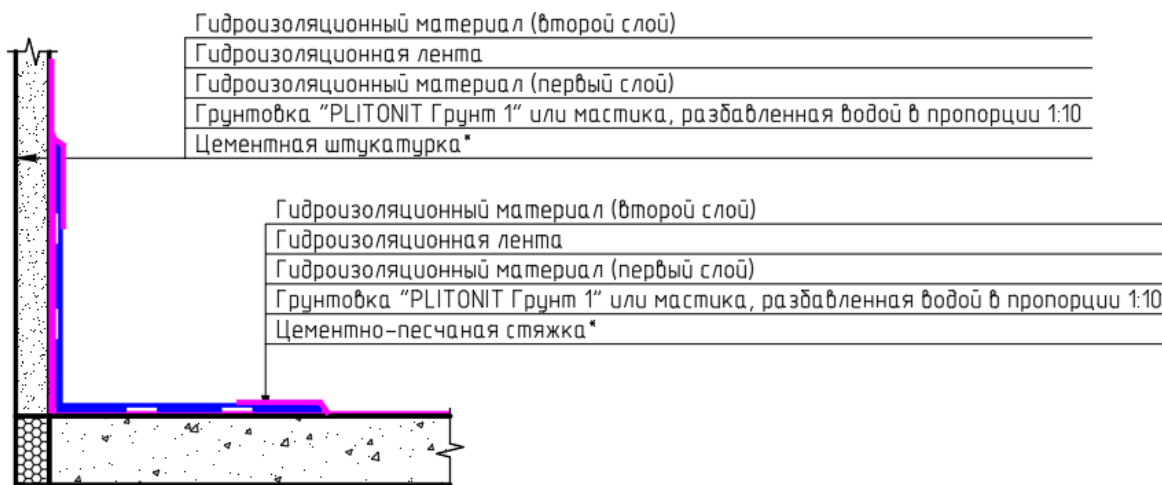 Гидроизоляционный материал (второй слой)
Гидроизоляционная лента
Гидроизоляционный материал (первый слой)
Грунтовка "PLITONIT Грунт 1" или мастика, разбавленная водой в пропорции 1:10
Цементная штукатурка*
Гидроизоляционный материал (второй слой)
Гидроизоляционная лента
Гидроизоляционный материал (первый слой)
Грунтовка "PLITONIT Грунт 1" или мастика, разбавленная водой в пропорции 1:10
Цементно-песчаная стяжка*